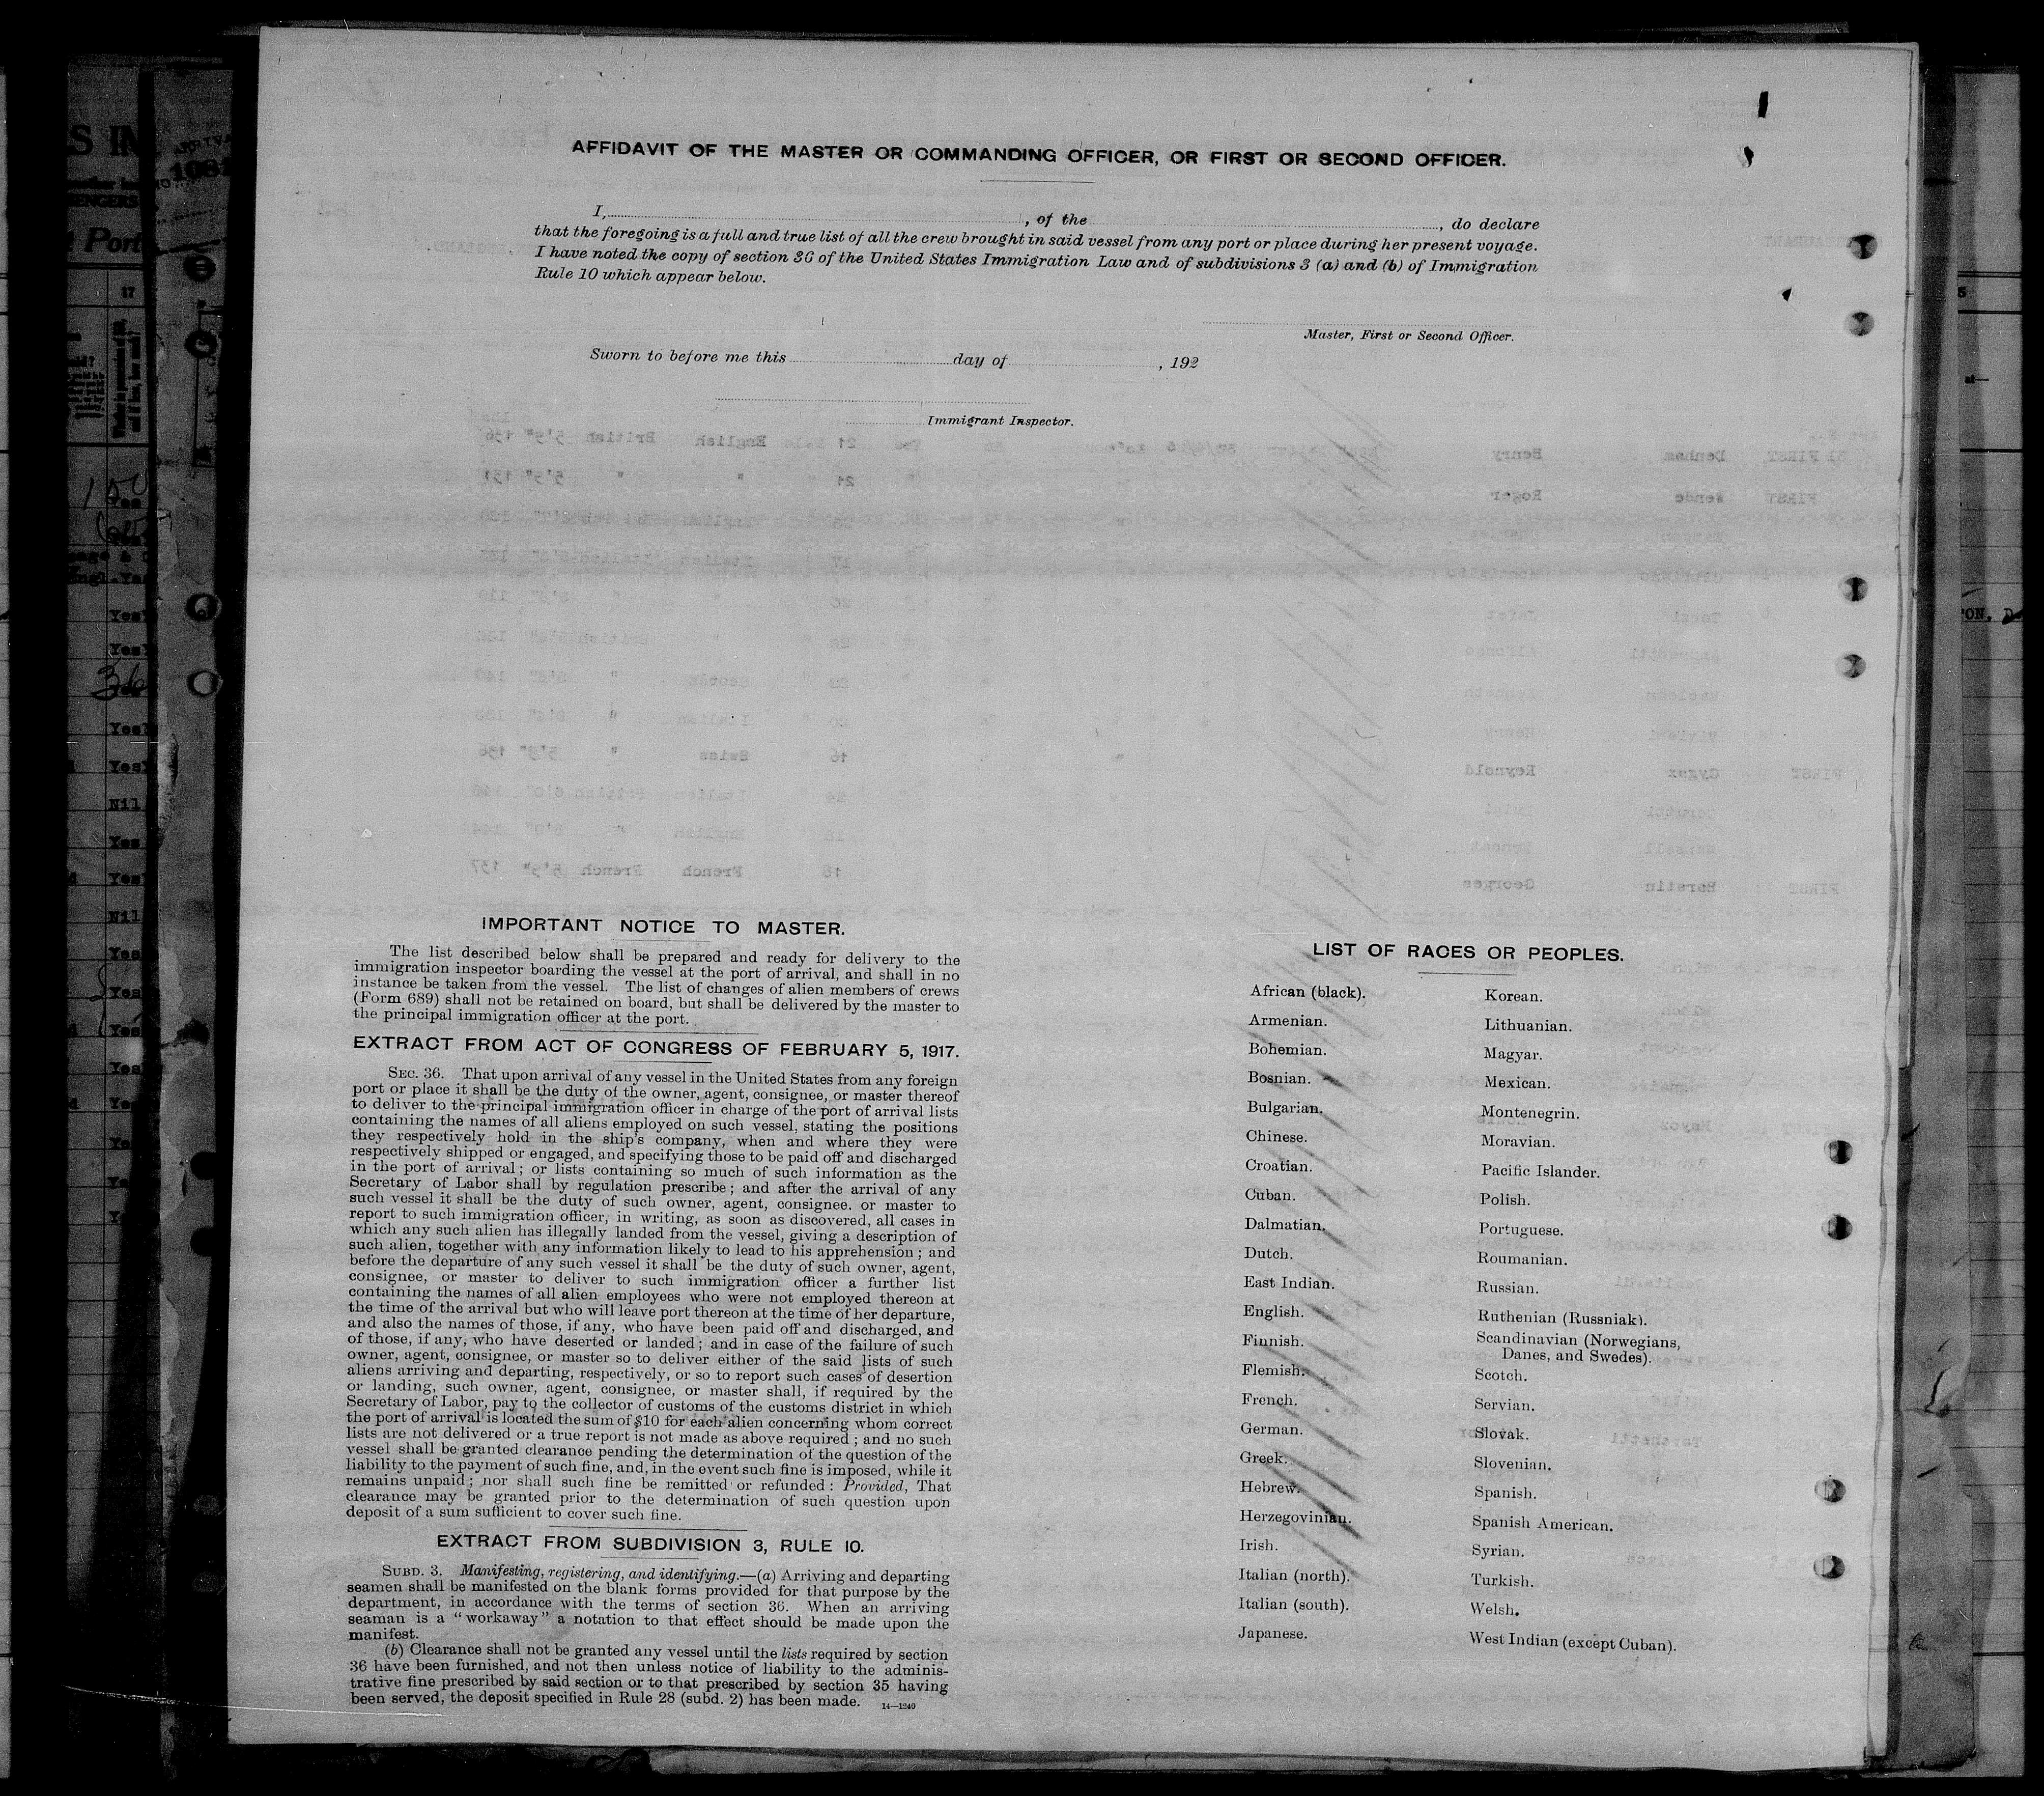 AFFIDAVIT OF THE MASTER OR COMMANDING OFFICER, OR FIRST OR SECOND OFFICER.
I, , of the , do declare
that the foregoing is a full and true list of all the crew brought in said vessel from any port or place during her present voyage.
I have noted the copy of section 36 of the United States Immigration Law and of subdivisions 3 (a) and (b) of Immigration
Rule 10 which appear below.
Master, First or Second Officer.
Sworn to before me this day of , 192
Immigrant Inspector.
IMPORTANT NOTICE TO MASTER.
The list described below shall be prepared and ready for delivery to the
immigration inspector boarding the vessel at the port of arrival, and shall in no
instance be taken from the vessel. The list of changes of alien members of crews
(Form 689) shall not be retained on board, but shall be delivered by the master to
the principal immigration officer at the port.
EXTRACT FROM ACT OF CONGRESS OF FEBRUARY 5, 1917.
SEC. 36. That upon arrival of any vessel in the United States from any foreign
port or place it shall be the duty of the owner, agent, consignee, or master thereof
to deliver to the principal immigration officer in charge of the port of arrival lists
containing the names of all aliens employed on such vessel, stating the positions
they respectively hold in the ship's company, when and where they were
respectively shipped or engaged, and specifying those to be paid off and discharged
in the port of arrival; or lists containing so much of such information as the
Secretary of Labor shall by regulation prescribe; and after the arrival of any
such vessel it shall be the duty of such owner, agent, consignee, or master to
report to such immigration officer, in writing, as soon as discovered, all cases in
which any such alien has illegally landed from the vessel, giving a description of
such alien, together with any information likely to lead to his apprehension; and
before the departure of any such vessel it shall be the duty of such owner, agent,
consignee, or master to deliver to such immigration officer a further list
containing the names of all alien employees who were not employed thereon at
the time of the arrival but who will leave port thereon at the time of her departure,
and also the names of those, if any, who have been paid off and discharged, and
of those, if any, who have deserted or landed; and in case of the failure of such
owner, agent, consignee, or master so to deliver either of the said lists of such
aliens arriving and departing, respectively, or so to report such cases of desertion
or landing, such owner, agent, consignee, or master shall, if required by the
Secretary of Labor, pay to the collector of customs of the customs district in which
the port of arrival is located the sum of $10 for each alien concerning whom correct
lists are not delivered or a true report is not made as above required; and no such
vessel shall be granted clearance pending the determination of the question of the
liability to the payment of such fine, and, in the event such fine is imposed, while it
remains unpaid; nor shall such fine be remitted or refunded: Provided, That
clearance may be granted prior to the determination of such question upon
deposit of a sum sufficient to cover such fine.
EXTRACT FROM SUBDIVISION 3, RULE 10.
SUBD. 3. Manifesting, registering, and identifying.—(a) Arriving and departing
seamen shall be manifested on the blank forms provided for that purpose by the
department, in accordance with the terms of section 36. When an arriving
seaman is a "workaway" a notation to that effect should be made upon the
manifest.
(b) Clearance shall not be granted any vessel until the lists required by section
36 have been furnished, and not then unless notice of liability to the adminis-
trative fine prescribed by said section or to that prescribed by section 35 having
been served, the deposit specified in Rule 28 (subd. 2) has been made. 14—1240
LIST OF RACES OR PEOPLES.
African (black).
Armenian.
Bohemian.
Bosnian.
Bulgarian.
Chinese.
Croatian.
Cuban.
Dalmatian.
Dutch.
East Indian.
English.
Finnish.
Flemish.
French.
German.
Greek.
Hebrew.
Herzegovinian.
Irish.
Italian (north).
Italian (south).
Japanese.
Korean.
Lithuanian.
Magyar.
Mexican.
Montenegrin.
Moravian.
Pacific Islander.
Polish.
Portuguese.
Roumanian.
Russian.
Ruthenian (Russniak).
Scandinavian (Norwegians,
Danes, and Swedes).
Scotch.
Servian.
Slovak.
Slovenian.
Spanish.
Spanish American.
Syrian.
Turkish.
Welsh.
West Indian (except Cuban).